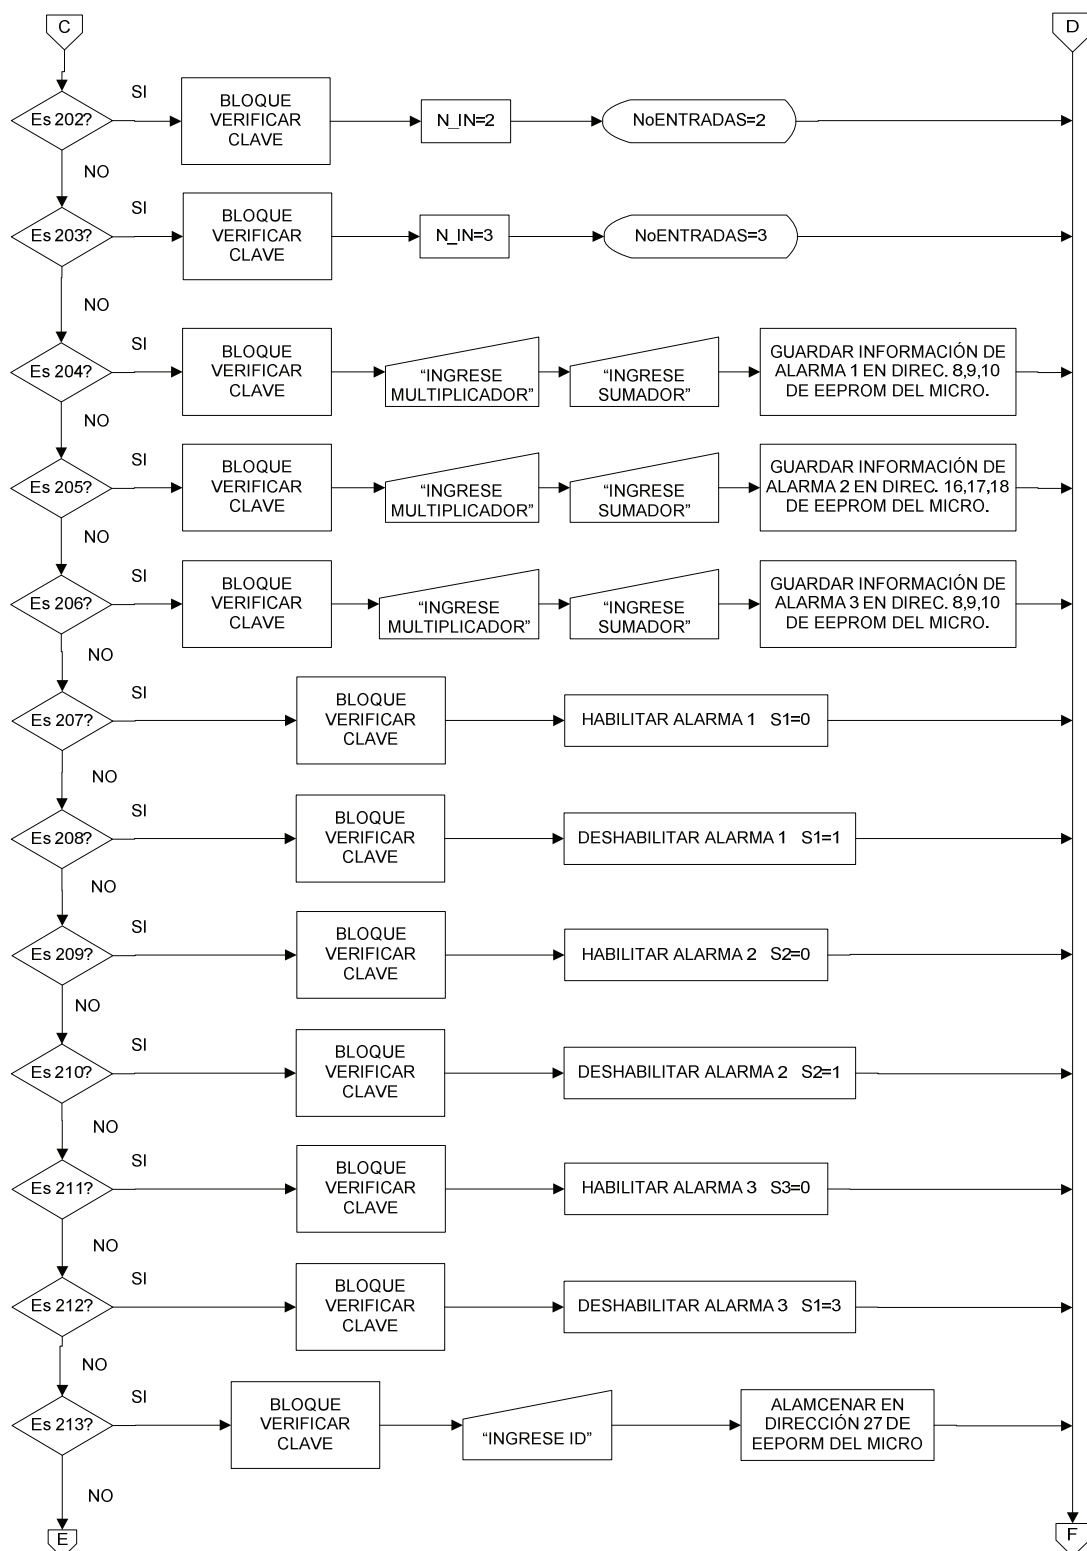 C
D
Es 202?
SI
BLOQUE
VERIFICAR
CLAVE
N_IN=2
NoENTRADAS=2
NO
Es 203?
SI
BLOQUE
VERIFICAR
CLAVE
N_IN=3
NoENTRADAS=3
NO
Es 204?
SI
BLOQUE
VERIFICAR
CLAVE
“INGRESE
MULTIPLICADOR”
“INGRESE
SUMADOR”
GUARDAR INFORMACIÓN DE
ALARMA 1 EN DIREC. 8,9,10
DE EEPROM DEL MICRO.
NO
Es 205?
SI
BLOQUE
VERIFICAR
CLAVE
“INGRESE
MULTIPLICADOR”
“INGRESE
SUMADOR”
GUARDAR INFORMACIÓN DE
ALARMA 2 EN DIREC. 16,17,18
DE EEPROM DEL MICRO.
NO
Es 206?
SI
BLOQUE
VERIFICAR
CLAVE
“INGRESE
MULTIPLICADOR”
“INGRESE
SUMADOR”
GUARDAR INFORMACIÓN DE
ALARMA 3 EN DIREC. 8,9,10
DE EEPROM DEL MICRO.
NO
Es 207?
SI
BLOQUE
VERIFICAR
CLAVE
HABILITAR ALARMA 1 S1=0
NO
Es 208?
SI
BLOQUE
VERIFICAR
CLAVE
DESHABILITAR ALARMA 1 S1=1
NO
Es 209?
SI
BLOQUE
VERIFICAR
CLAVE
HABILITAR ALARMA 2 S2=0
NO
Es 210?
SI
BLOQUE
VERIFICAR
CLAVE
DESHABILITAR ALARMA 2 S2=1
NO
Es 211?
SI
BLOQUE
VERIFICAR
CLAVE
HABILITAR ALARMA 3 S3=0
NO
Es 212?
SI
BLOQUE
VERIFICAR
CLAVE
DESHABILITAR ALARMA 3 S1=3
NO
Es 213?
SI
BLOQUE
VERIFICAR
CLAVE
“INGRESE ID”
ALAMCENAR EN
DIRECCIÓN 27 DE
EEPORM DEL MICRO
NO
E
F